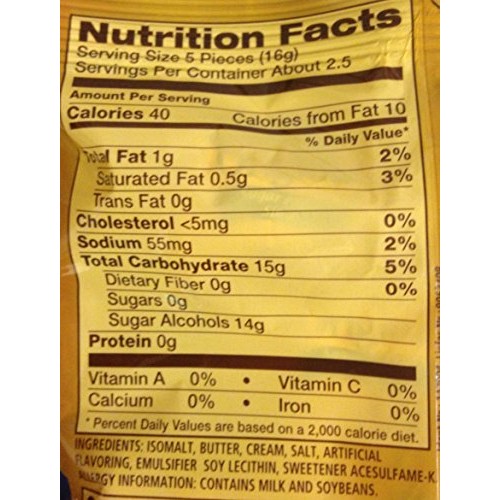 Nutrition Facts
Serving Size 5 Pieces (16g)
Servings Per Container About 2.5
Amount Per Serving
Calories 40 Calories from Fat 10
% Daily Value*
Total Fat 1g 2%
Saturated Fat 0.5g 3%
Trans Fat 0g
Cholesterol <5mg 0%
Sodium 55mg 2%
Total Carbohydrate 15g 5%
Dietary Fiber 0g 0%
Sugars 0g
Sugar Alcohols 14g
Protein 0g
Vitamin A 0% • Vitamin C 0%
Calcium 0% • Iron 0%
* Percent Daily Values are based on a 2,000 calorie diet.
INGREDIENTS: ISOMALT, BUTTER, CREAM, SALT, ARTIFICIAL
FLAVORING, EMULSIFIER SOY LECITHIN, SWEETENER ACESULFAME-K
ALLERGY INFORMATION: CONTAINS MILK AND SOYBEANS.